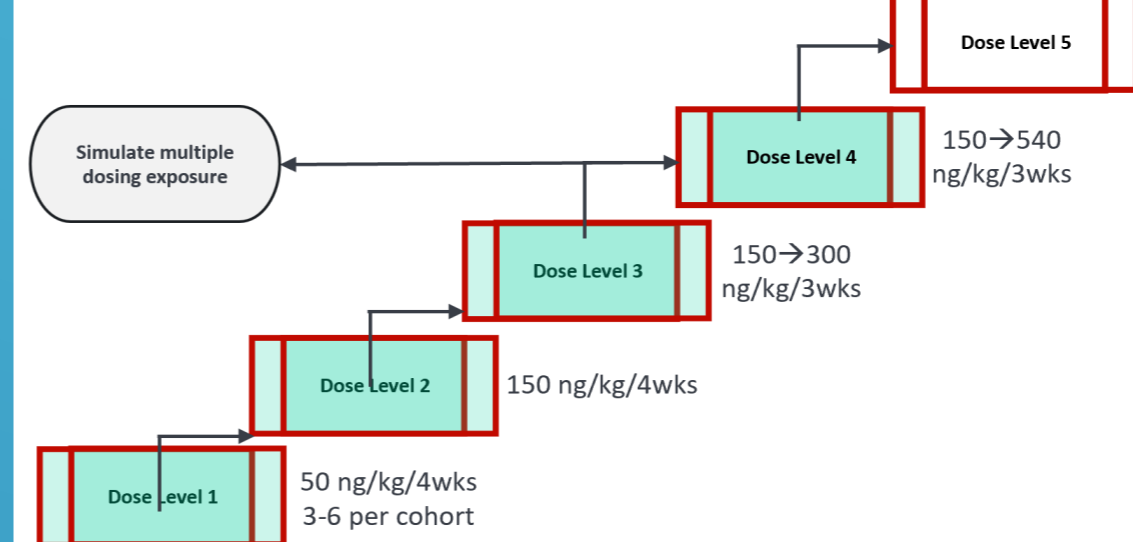 Dose Level 5
150→540
ng/kg/3wks
Dose Level 4
Simulate multiple
dosing exposure
150→300
ng/kg/3wks
Dose Level 3
Dose Level 2
150 ng/kg/4wks
Dose Level 1
50 ng/kg/4wks
3-6 per cohort